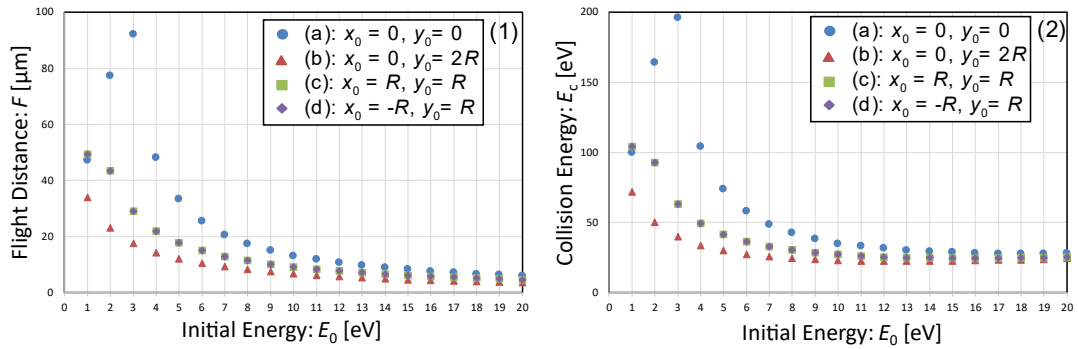 (1)
(a): x₀ = 0, y₀= 0
(b): x₀ = 0, y₀= 2R
(c): x₀ = R, y₀= R
(d): x₀ = -R, y₀= R
Flight Distance: F [μm]
100
80
60
40
20
0
0 1 2 3 4 5 6 7 8 9 10 11 12 13 14 15 16 17 18 19 20
Initial Energy: E₀ [eV]
(2)
(a): x₀ = 0, y₀= 0
(b): x₀ = 0, y₀= 2R
(c): x₀ = R, y₀= R
(d): x₀ = -R, y₀= R
Collision Energy: E꜀ [eV]
200
150
100
50
0
0 1 2 3 4 5 6 7 8 9 10 11 12 13 14 15 16 17 18 19 20
Initial Energy: E₀ [eV]